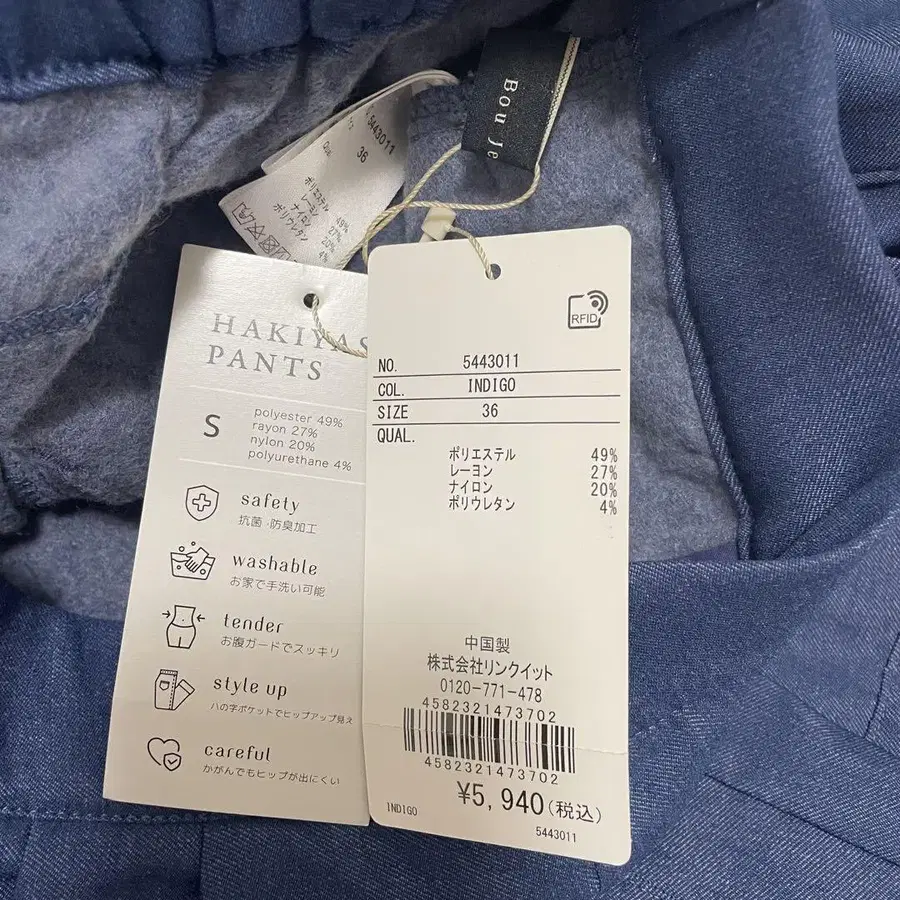 Bou Je
5443011
36
ポリエステル 49%
レーヨン 27%
ナイロン 20%
ポリウレタン 4%
HAKIYAS
PANTS
S
polyester 49%
rayon 27%
nylon 20%
polyurethane 4%
safety
抗菌・防臭加工
washable
お家で手洗い可能
tender
お腹ガードでスッキリ
style up
ハの字ポケットでヒップアップ見え
careful
かがんでもヒップが出にくい
RFID
NO. 5443011
COL. INDIGO
SIZE 36
QUAL.
ポリエステル 49%
レーヨン 27%
ナイロン 20%
ポリウレタン 4%
中国製
株式会社リンクイット
0120-771-478
4582321473702
4582321473702
¥5,940(税込)
INDIGO
5443011